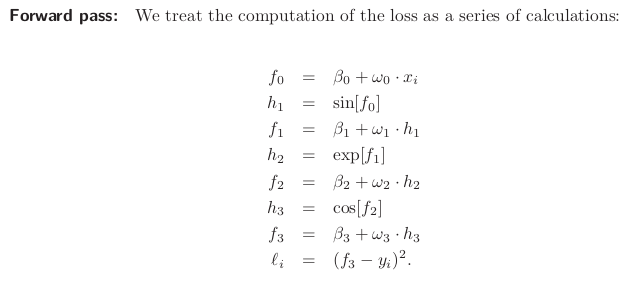 Forward pass: We treat the computation of the loss as a series of calculations:
f₀ = β₀ + ω₀ · xᵢ
h₁ = sin[f₀]
f₁ = β₁ + ω₁ · h₁
h₂ = exp[f₁]
f₂ = β₂ + ω₂ · h₂
h₃ = cos[f₂]
f₃ = β₃ + ω₃ · h₃
ℓᵢ = (f₃ − yᵢ)².